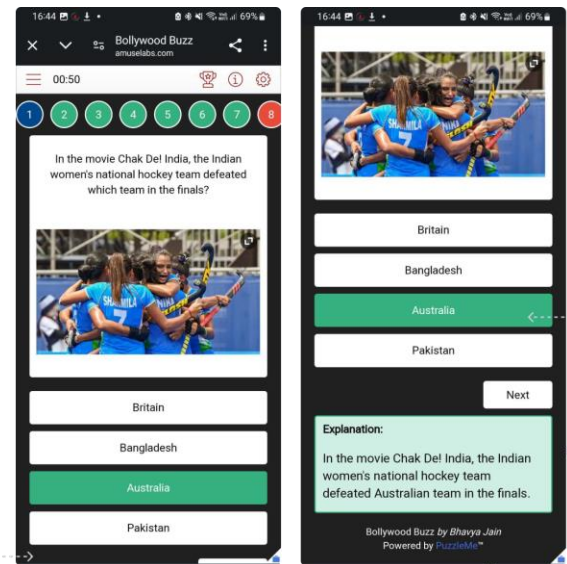 16:44
69%
Bollywood Buzz
amuselabs.com
00:50
1 2 3 4 5 6 7 8
In the movie Chak De! India, the Indian
women's national hockey team defeated
which team in the finals?
SHARMILA
7
Britain
Bangladesh
Australia
Pakistan
16:44
69%
7
Britain
Bangladesh
Australia
Pakistan
Next
Explanation:
In the movie Chak De! India, the Indian
women's national hockey team
defeated Australian team in the finals.
Bollywood Buzz by Bhavya Jain
Powered by PuzzleMe™